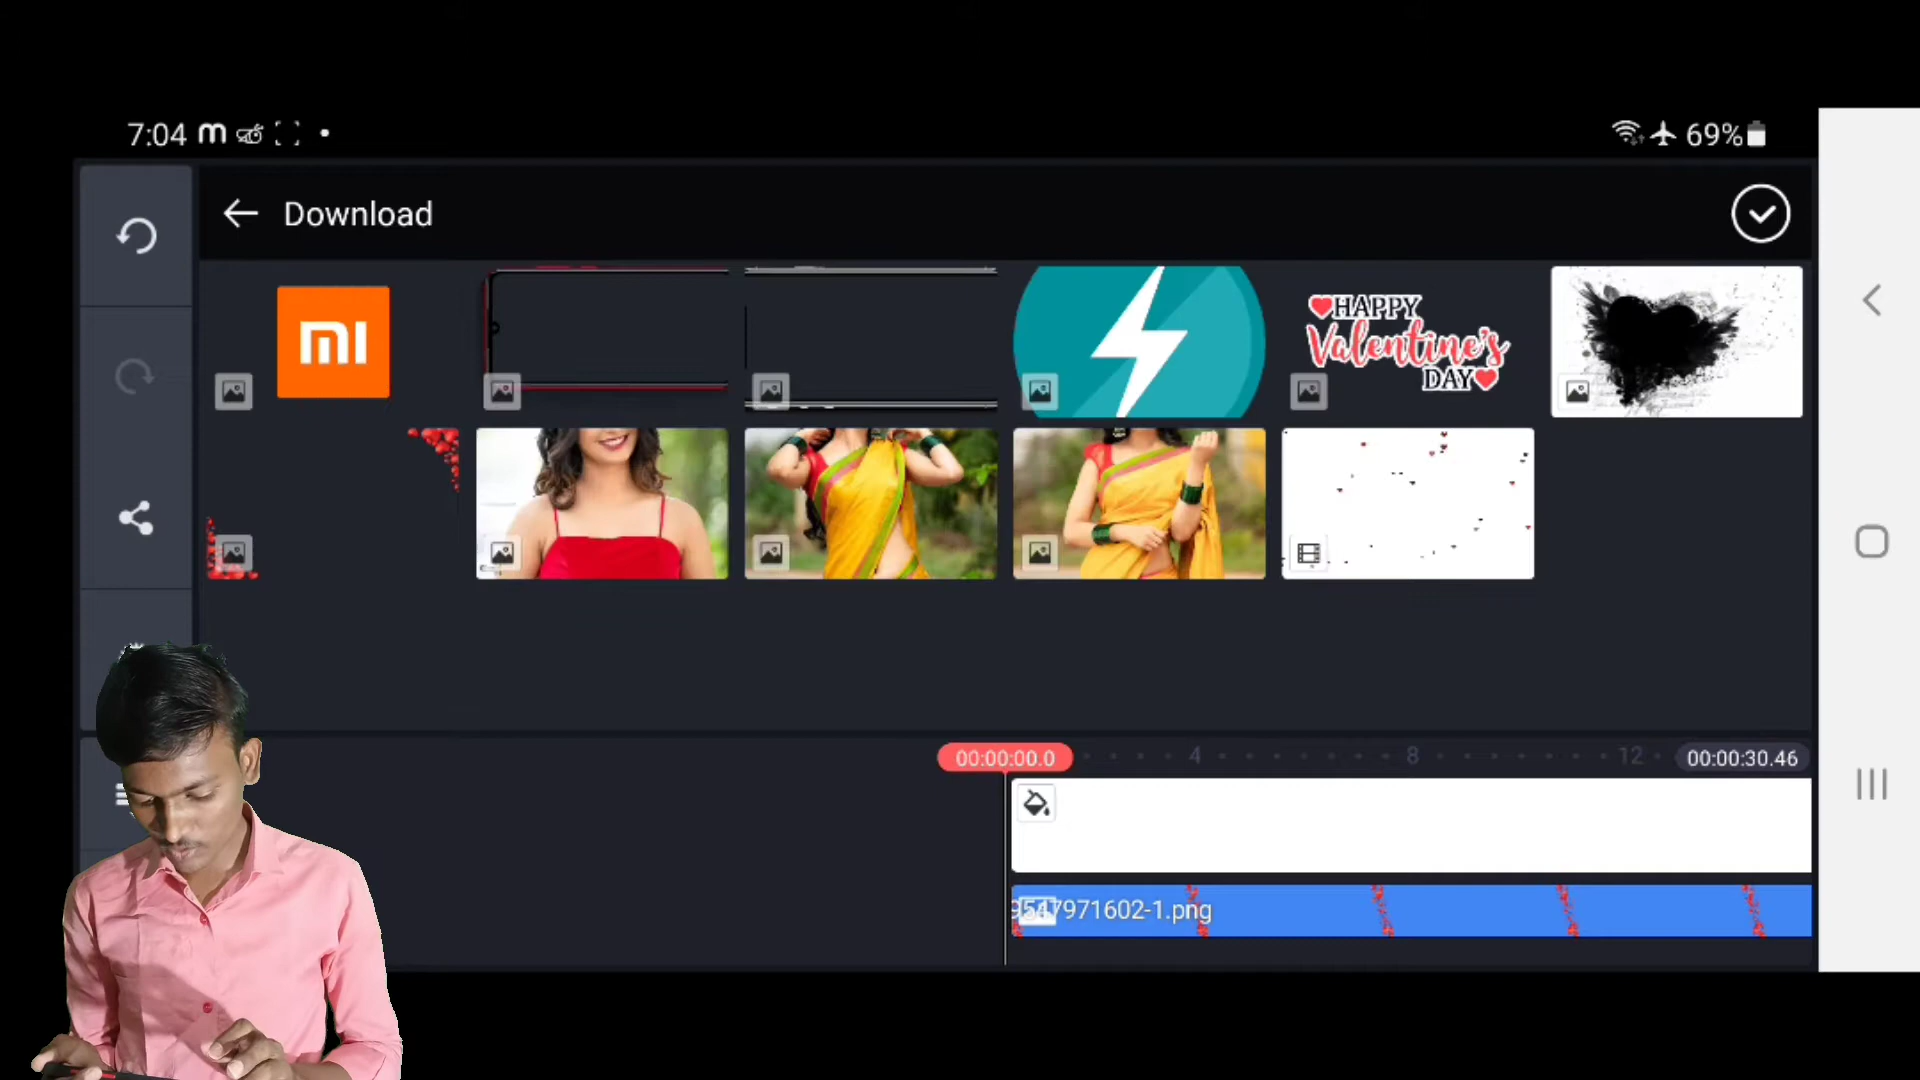 7:04 m
69%
Download
mi
HAPPY
Valentine's
DAY
00:00:00.0
4
8
12
00:00:30.46
9547971602-1.png